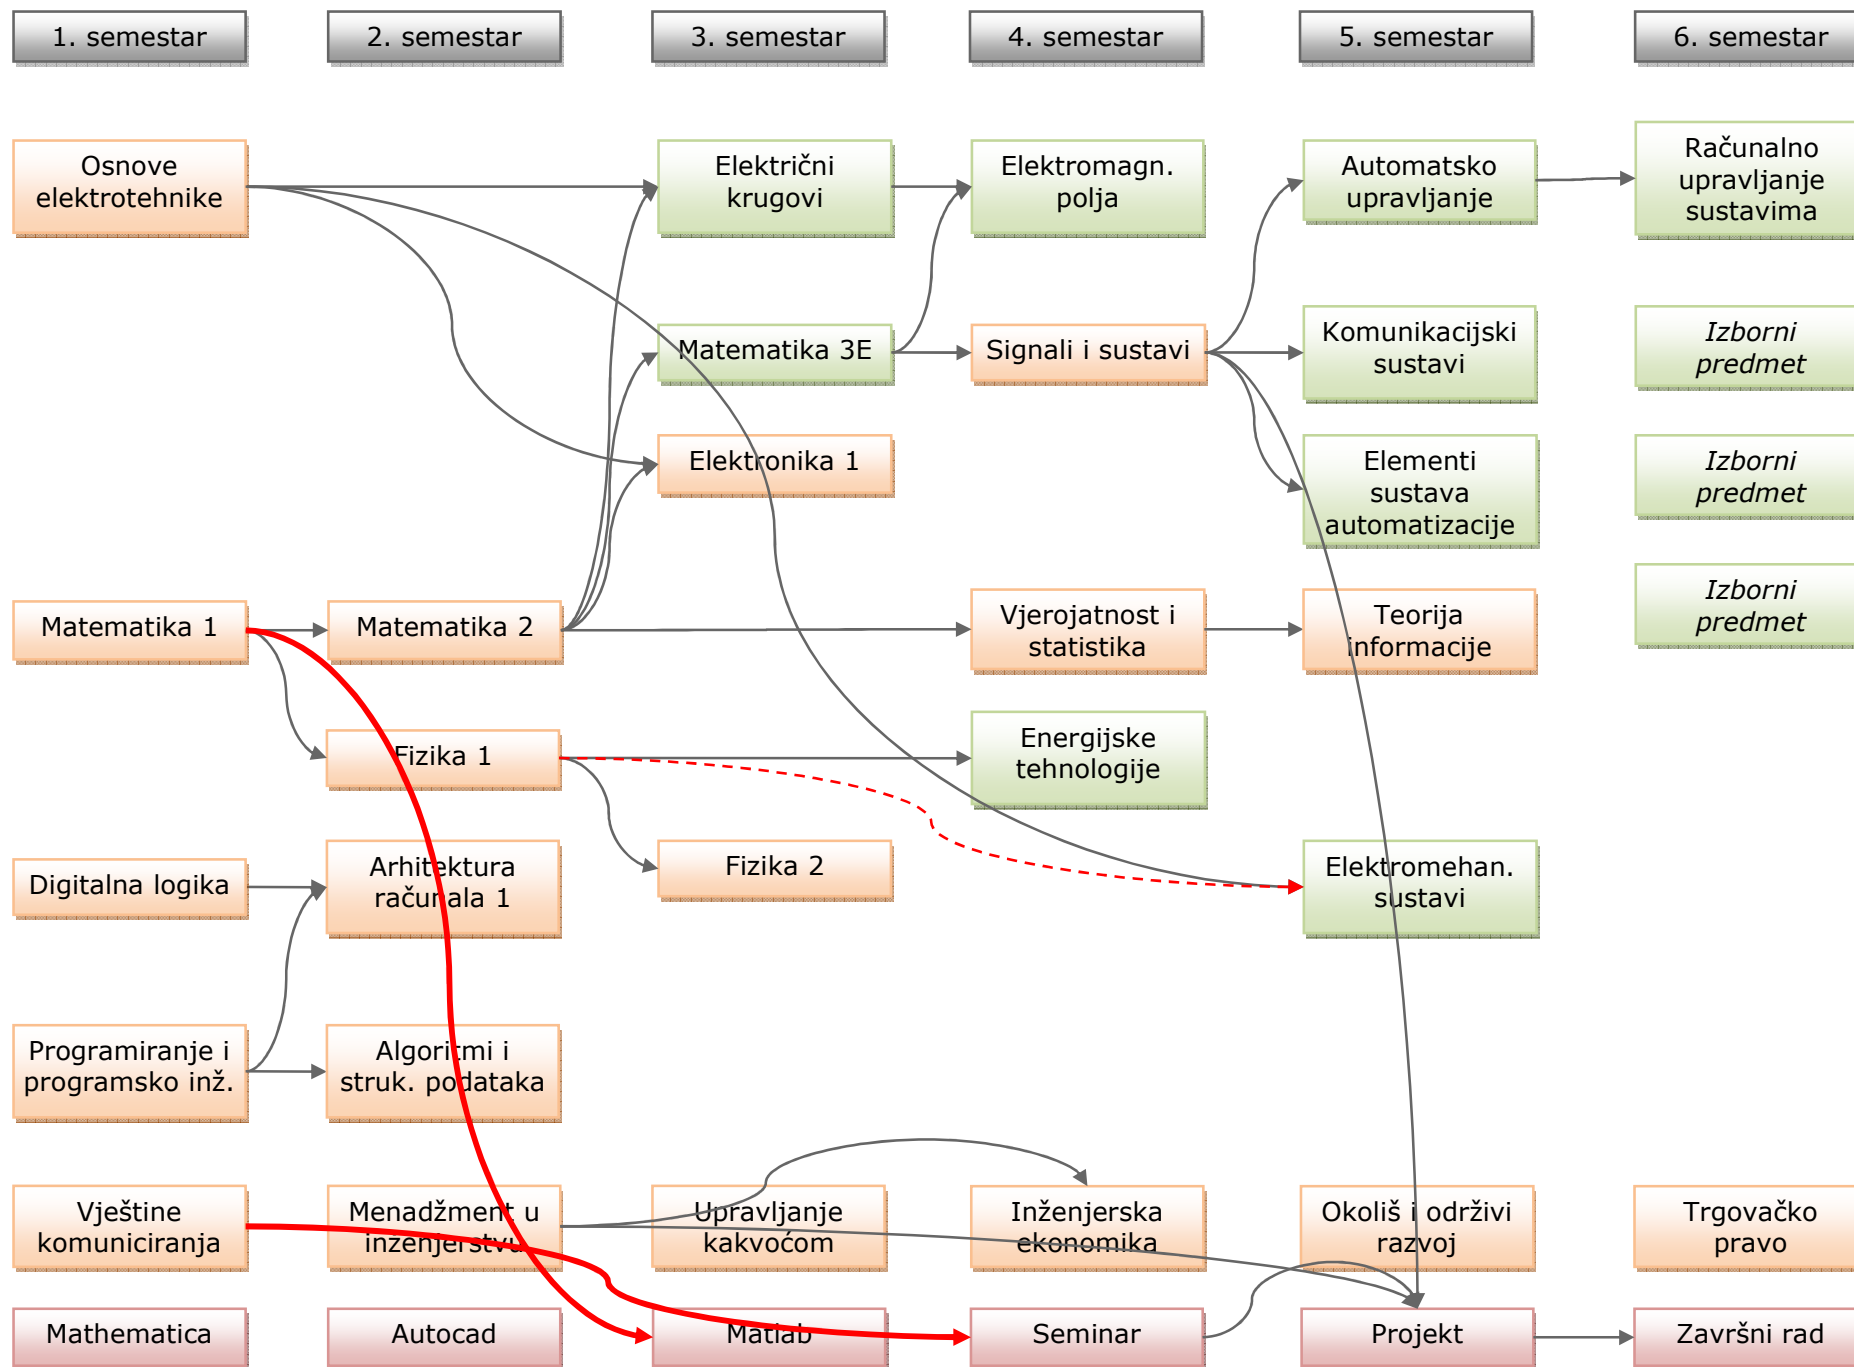 1. semestar
2. semestar
3. semestar
4. semestar
5. semestar
6. semestar
Osnove
elektrotehnike
Električni
krugovi
Elektromagn.
polja
Automatsko
upravljanje
Računalno
upravljanje
sustavima
Matematika 3E
Signali i sustavi
Komunikacijski
sustavi
Izborni
predmet
Elektronika 1
Elementi
sustava
automatizacije
Izborni
predmet
Matematika 1
Matematika 2
Vjerojatnost i
statistika
Teorija
informacije
Izborni
predmet
Fizika 1
Energijske
tehnologije
Digitalna logika
Arhitektura
računala 1
Fizika 2
Elektromehan.
sustavi
Programiranje i
programsko inž.
Algoritmi i
struk. podataka
Vještine
komuniciranja
Menadžment u
inženjerstvu
Upravljanje
kakvoćom
Inženjerska
ekonomika
Okoliš i održivi
razvoj
Trgovačko
pravo
Mathematica
Autocad
Matlab
Seminar
Projekt
Završni rad